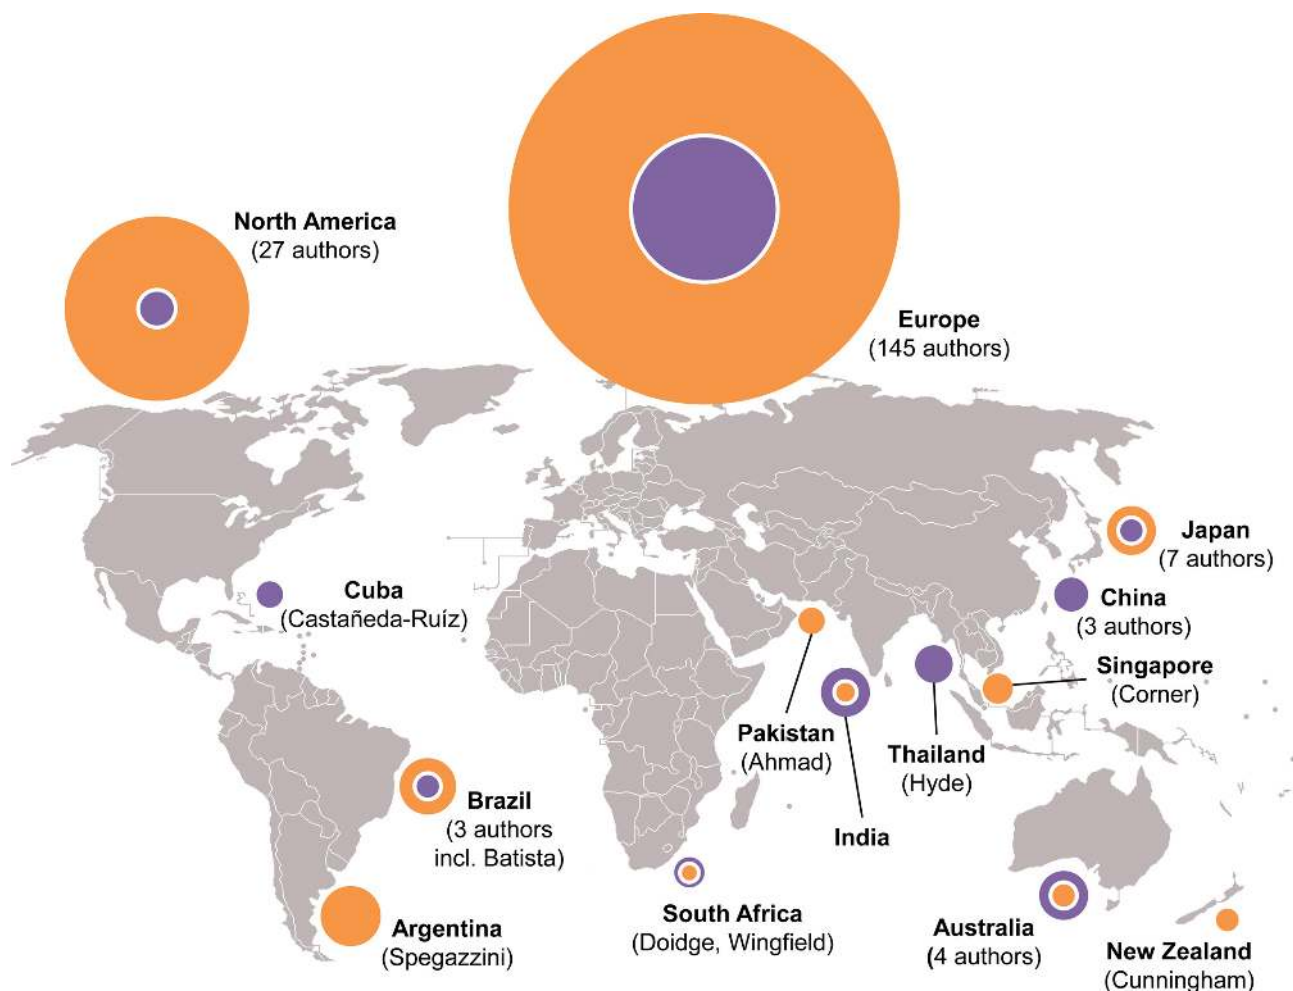 North America
(27 authors)
Europe
(145 authors)
Japan
(7 authors)
Cuba
(Castañeda-Ruíz)
China
(3 authors)
Singapore
(Corner)
Pakistan
(Ahmad)
Thailand
(Hyde)
India
Brazil
(3 authors
incl. Batista)
South Africa
(Doidge, Wingfield)
Argentina
(Spegazzini)
Australia
(4 authors)
New Zealand
(Cunningham)